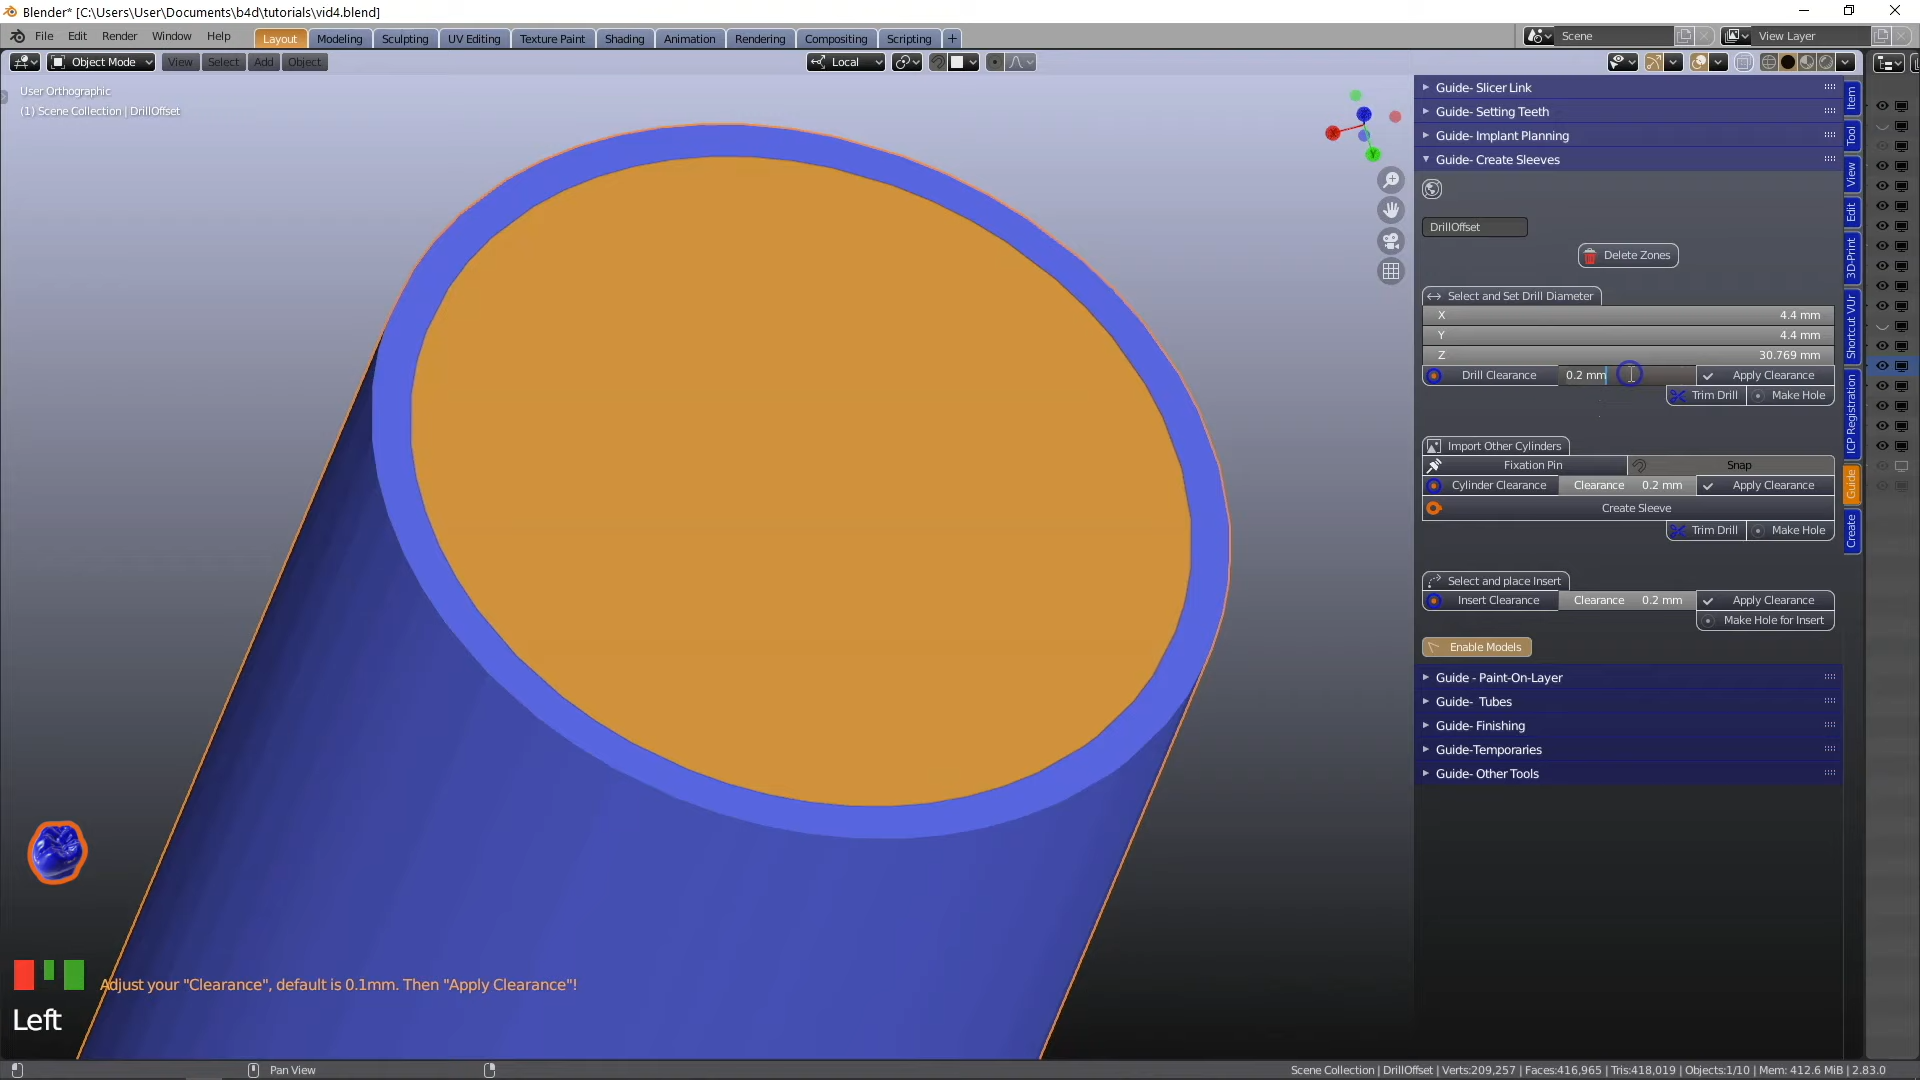 Blender* [C:\Users\User\Documents\b4d\tutorials\vid4.blend]
File Edit Render Window Help Layout Modeling Sculpting UV Editing Texture Paint Shading Animation Rendering Compositing Scripting + Scene View Layer
Object Mode View Select Add Object Local
User Orthographic
(1) Scene Collection | DrillOffset
X
Y
Guide- Slicer Link
Guide- Setting Teeth
Guide- Implant Planning
Guide- Create Sleeves
DrillOffset
Delete Zones
Select and Set Drill Diameter
X 4.4 mm
Y 4.4 mm
Z 30.769 mm
Drill Clearance 0.2 mm Apply Clearance
Trim Drill Make Hole
Import Other Cylinders
Fixation Pin Snap
Cylinder Clearance Clearance 0.2 mm Apply Clearance
Create Sleeve
Trim Drill Make Hole
Select and place Insert
Insert Clearance Clearance 0.2 mm Apply Clearance
Make Hole for Insert
Enable Models
Guide - Paint-On-Layer
Guide- Tubes
Guide- Finishing
Guide-Temporaries
Guide- Other Tools
Item
Tool
View
Edit
3D-Print
Shortcut VUr
ICP Registration
Guide
Create
Adjust your "Clearance", default is 0.1mm. Then "Apply Clearance"!
Left
Pan View
Scene Collection | DrillOffset | Verts:209,257 | Faces:416,965 | Tris:418,019 | Objects:1/10 | Mem: 412.6 MiB | 2.83.0